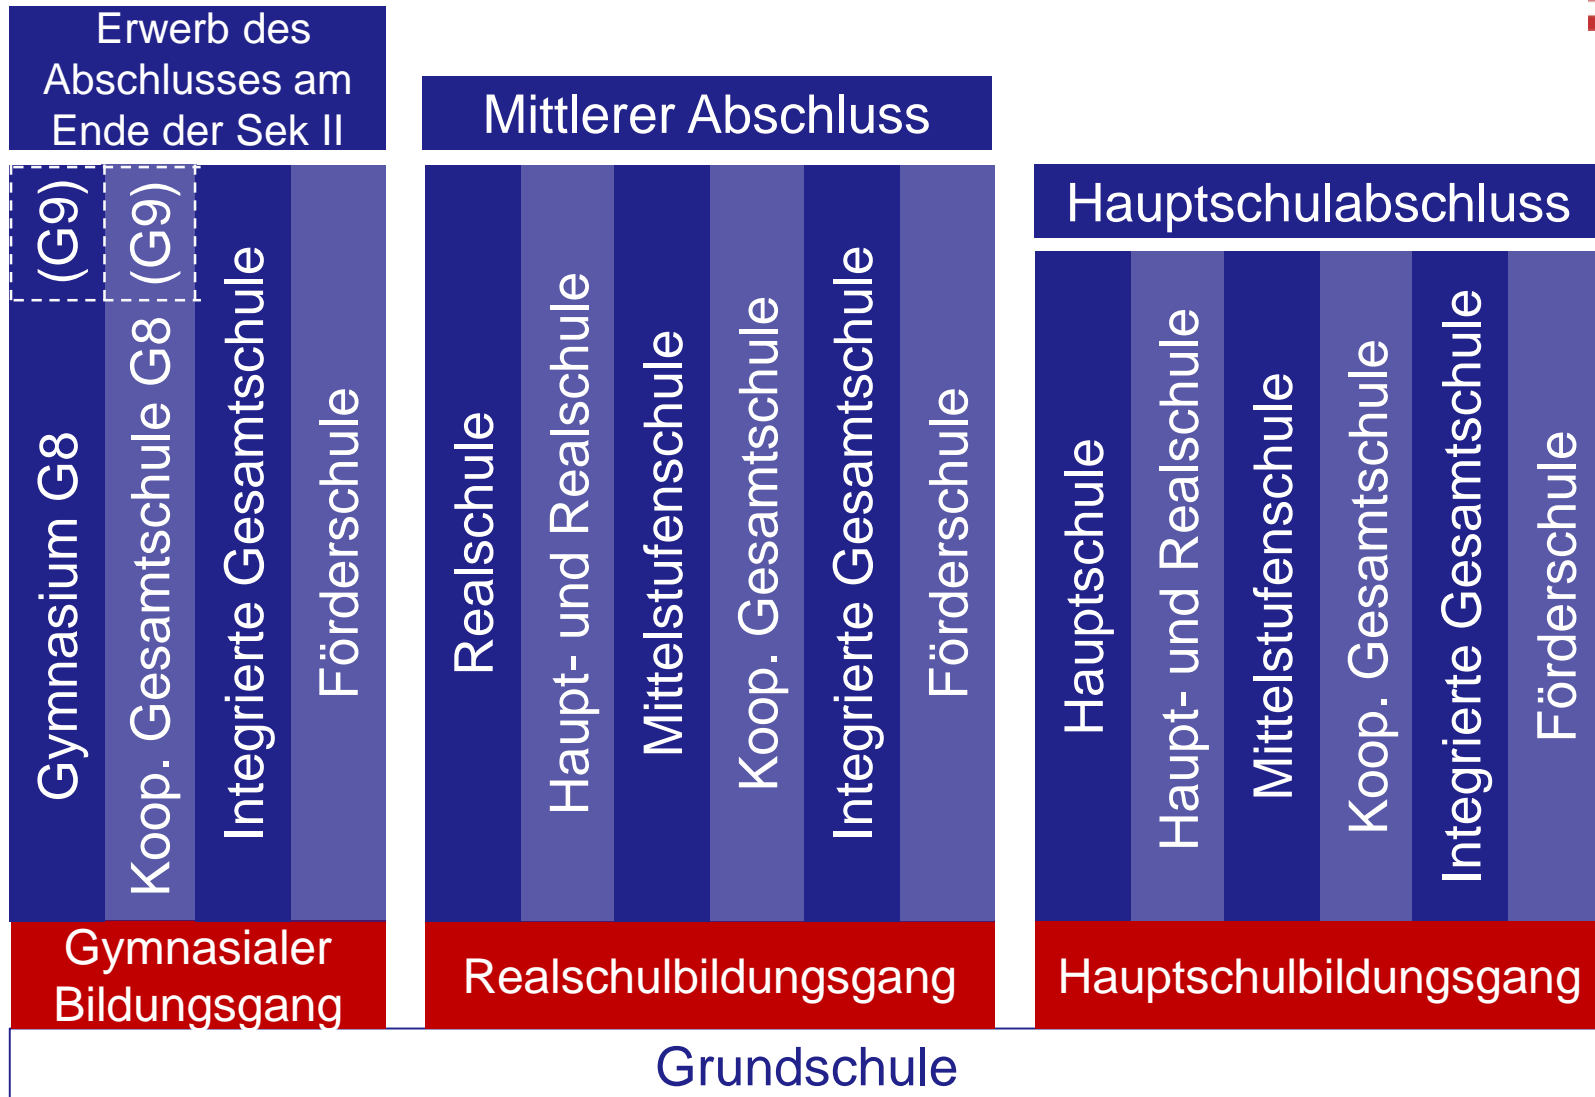 Erwerb des
Abschlusses am
Ende der Sek II
Mittlerer Abschluss
Hauptschulabschluss
Gymnasium G8 (G9)
Koop. Gesamtschule G8 (G9)
Integrierte Gesamtschule
Förderschule
Realschule
Haupt- und Realschule
Mittelstufenschule
Koop. Gesamtschule
Integrierte Gesamtschule
Förderschule
Hauptschule
Haupt- und Realschule
Mittelstufenschule
Koop. Gesamtschule
Integrierte Gesamtschule
Förderschule
Gymnasialer
Bildungsgang
Realschulbildungsgang
Hauptschulbildungsgang
Grundschule